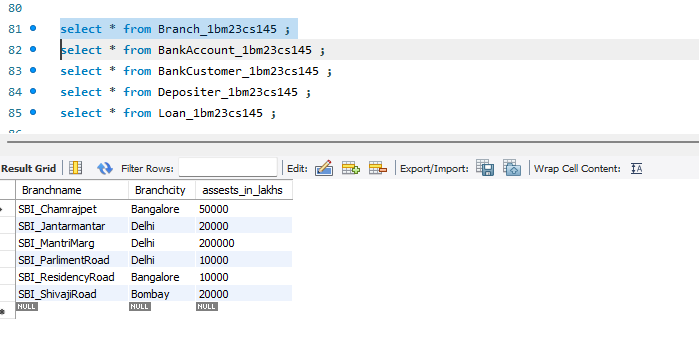 80
81 select * from Branch_1bm23cs145 ;
82 select * from BankAccount_1bm23cs145 ;
83 select * from BankCustomer_1bm23cs145 ;
84 select * from Depositer_1bm23cs145 ;
85 select * from Loan_1bm23cs145 ;
Result Grid Filter Rows: Edit: Export/Import: Wrap Cell Content: IA
Branchname Branchcity assests_in_lakhs
SBI_Chamrajpet Bangalore 50000
SBI_Jantarmantar Delhi 20000
SBI_MantriMarg Delhi 200000
SBI_ParlimentRoad Delhi 10000
SBI_ResidencyRoad Bangalore 10000
SBI_ShivajiRoad Bombay 20000
NULL NULL NULL